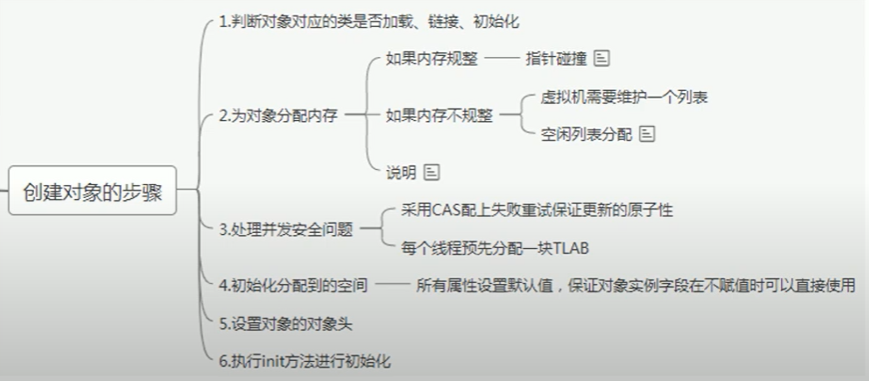 1.判断对象对应的类是否加载、链接、初始化
如果内存规整
指针碰撞
2.为对象分配内存
如果内存不规整
虚拟机需要维护一个列表
空闲列表分配
说明
创建对象的步骤
3.处理并发安全问题
采用CAS配上失败重试保证更新的原子性
每个线程预先分配一块TLAB
4.初始化分配到的空间
所有属性设置默认值，保证对象实例字段在不赋值时可以直接使用
5.设置对象的对象头
6.执行init方法进行初始化